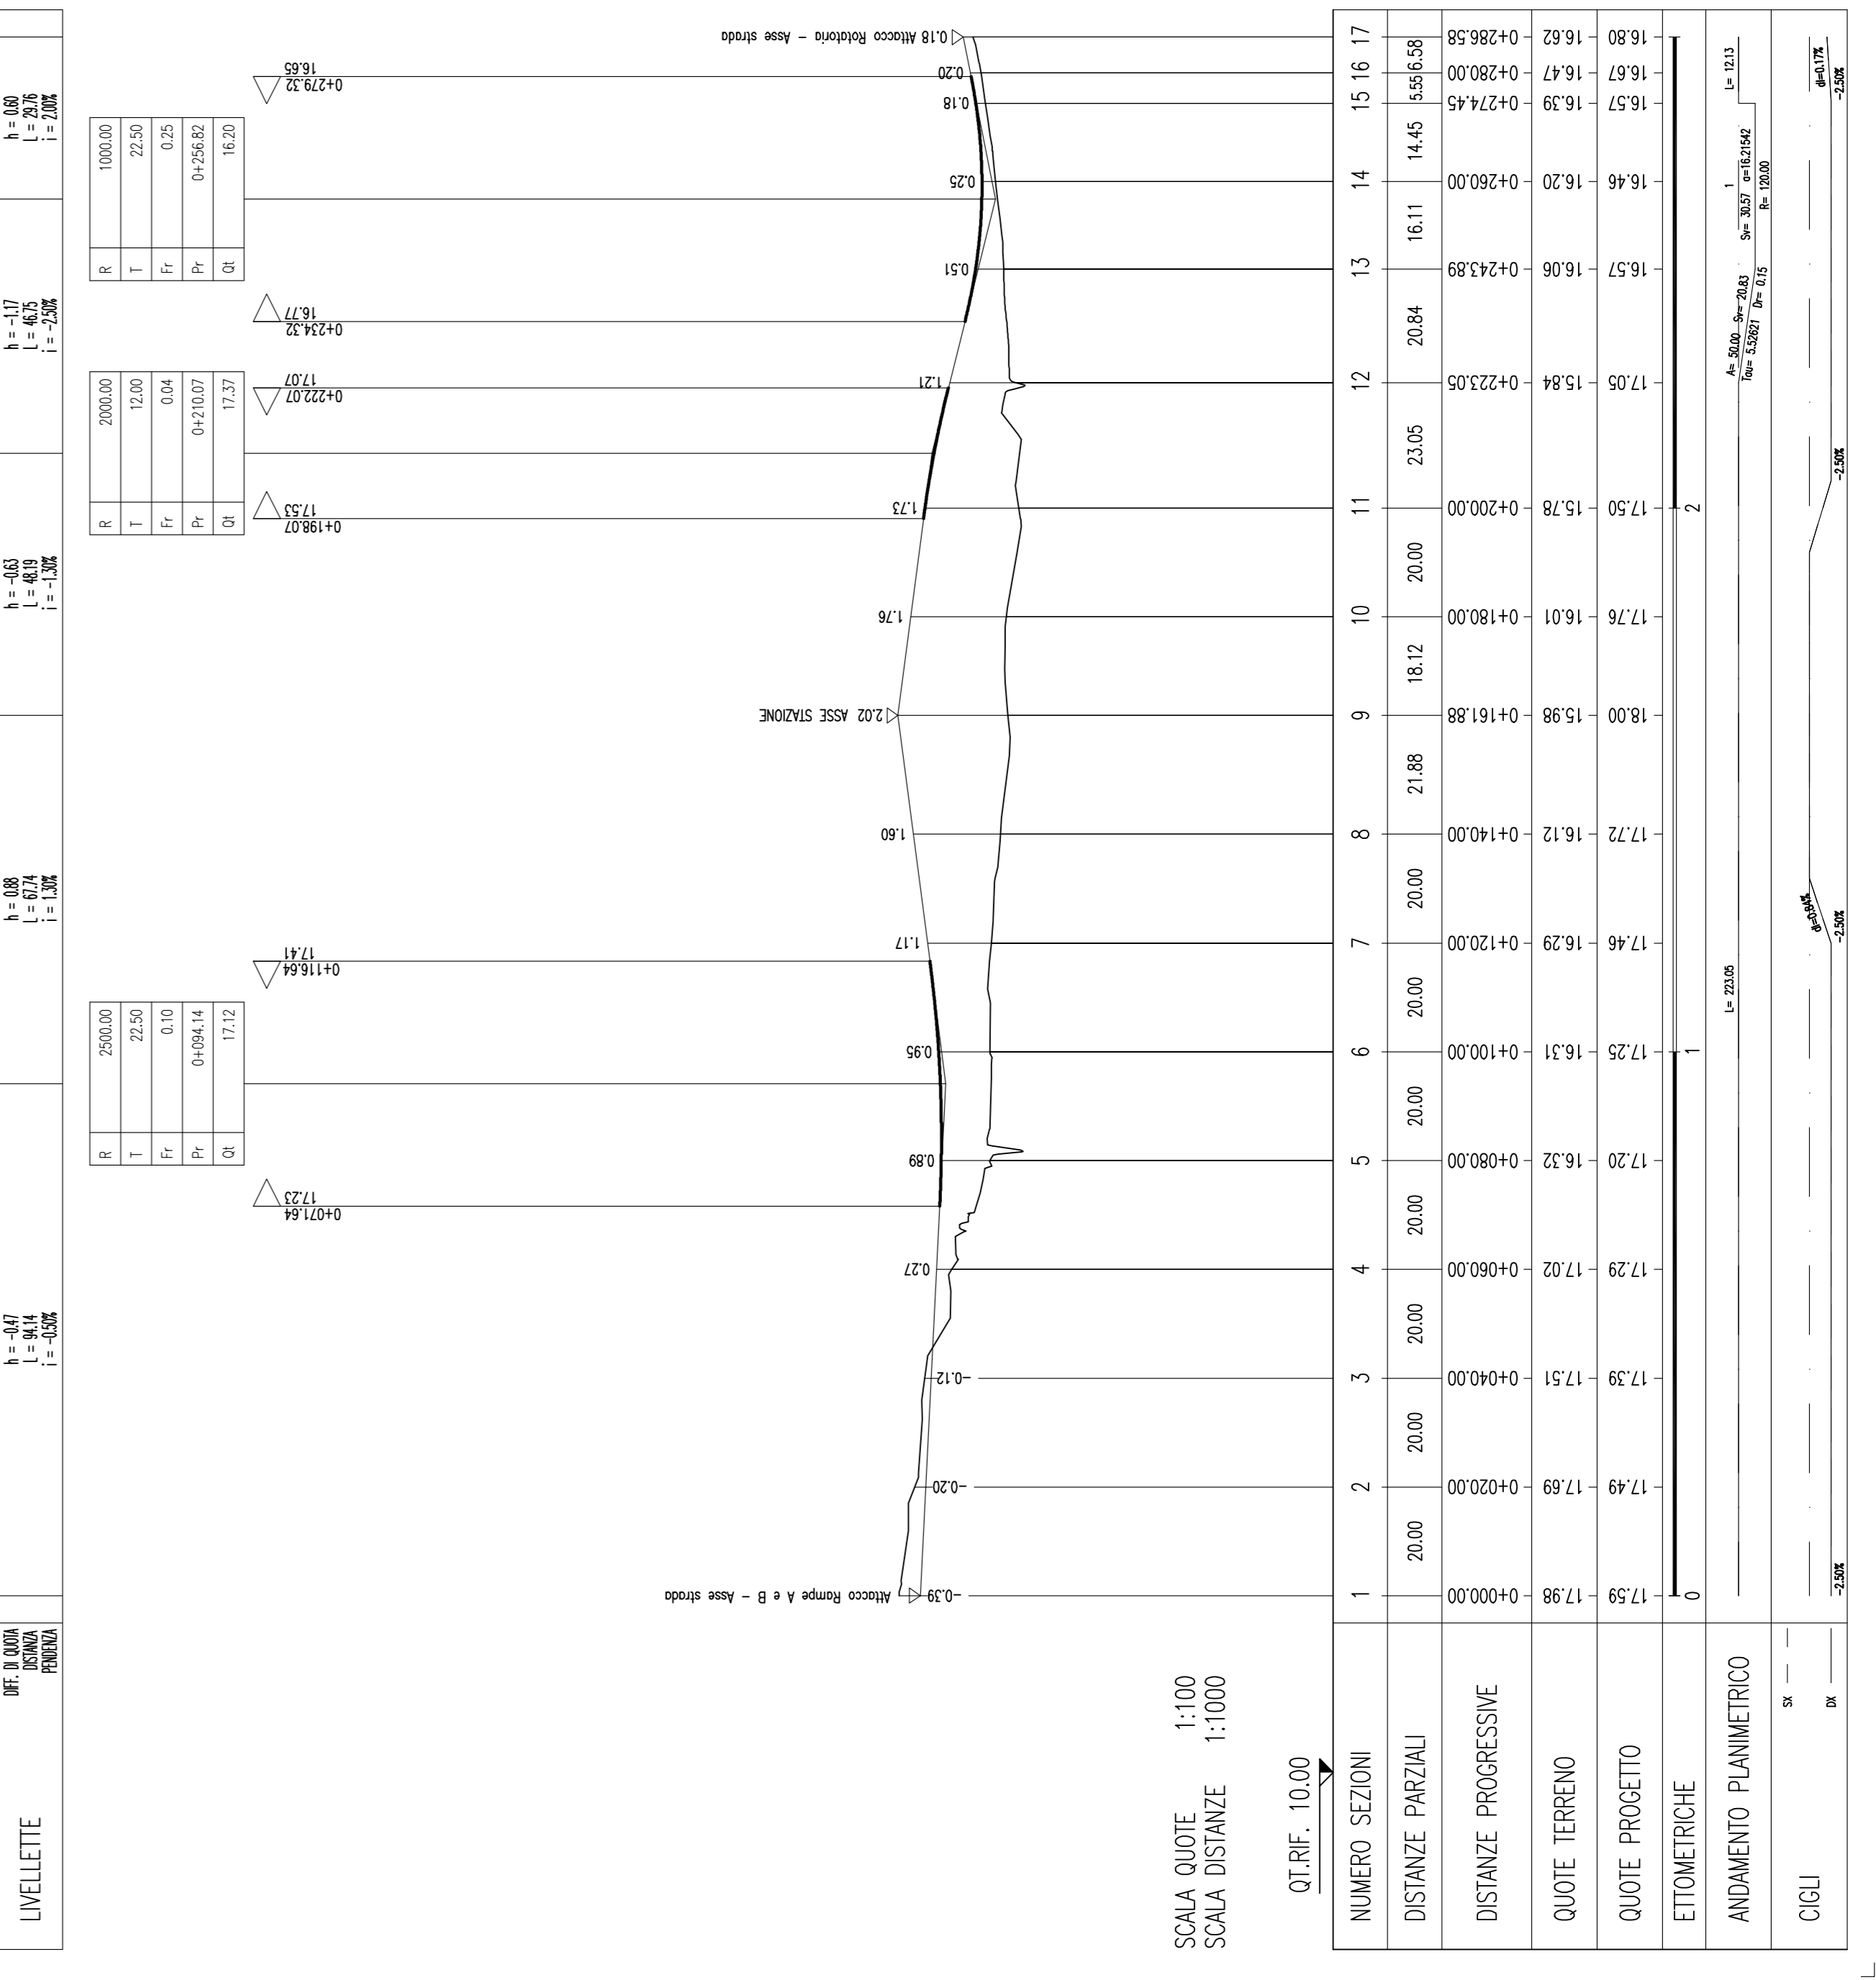 LIVELLETTE
DIFF. DI QUOTA
DISTANZA
PENDENZA
h = -0.47
L = 94.14
i = -0.50%
h = 0.88
L = 67.74
i = 1.30%
h = -0.63
L = 48.19
i = -1.30%
h = -1.17
L = 46.75
i = -2.50%
h = 0.60
L = 29.76
i = 2.00%
R 2500.00
T 22.50
Fr 0.10
Pr 0+094.14
Qt 17.12
R 2000.00
T 12.00
Fr 0.04
Pr 0+210.07
Qt 17.37
R 1000.00
T 22.50
Fr 0.25
Pr 0+256.82
Qt 16.20
0+071.64
17.23
0+116.64
17.41
0+198.07
17.53
0+222.07
17.07
0+234.32
16.77
0+279.32
16.65
Attacco Rampe A e B - Asse strada
2.02 ASSE STAZIONE
0.18 Attacco Rotatoria - Asse strada
-0.39
-0.20
-0.12
0.27
0.89
0.95
1.17
1.60
1.76
1.73
1.21
0.51
0.25
0.18
0.20
SCALA QUOTE 1:100
SCALA DISTANZE 1:1000
QT.RIF. 10.00
NUMERO SEZIONI 1 2 3 4 5 6 7 8 9 10 11 12 13 14 15 16 17
DISTANZE PARZIALI 20.00 20.00 20.00 20.00 20.00 20.00 20.00 21.88 18.12 20.00 23.05 20.84 16.11 14.45 5.55 6.58
DISTANZE PROGRESSIVE 0+000.00 0+020.00 0+040.00 0+060.00 0+080.00 0+100.00 0+120.00 0+140.00 0+161.88 0+180.00 0+200.00 0+223.05 0+243.89 0+260.00 0+274.45 0+280.00 0+286.58
QUOTE TERRENO 17.98 17.69 17.51 17.02 16.32 16.31 16.29 16.12 15.98 16.01 15.78 15.84 16.06 16.20 16.39 16.47 16.62
QUOTE PROGETTO 17.59 17.49 17.39 17.29 17.20 17.25 17.46 17.72 18.00 17.76 17.50 17.05 16.57 16.46 16.57 16.67 16.80
ETTOMETRICHE 0 1 2
ANDAMENTO PLANIMETRICO
L= 223.05
A= 50.00 Sv= 20.83
Tau= 5.52621 Dr= 0.15
1
Sv= 30.57 a=16.21542
R= 120.00
L= 12.13
CIGLI
SX
DX
-2.50%
-2.50%
di=0.84%
-2.50%
-2.50%
di=0.17%